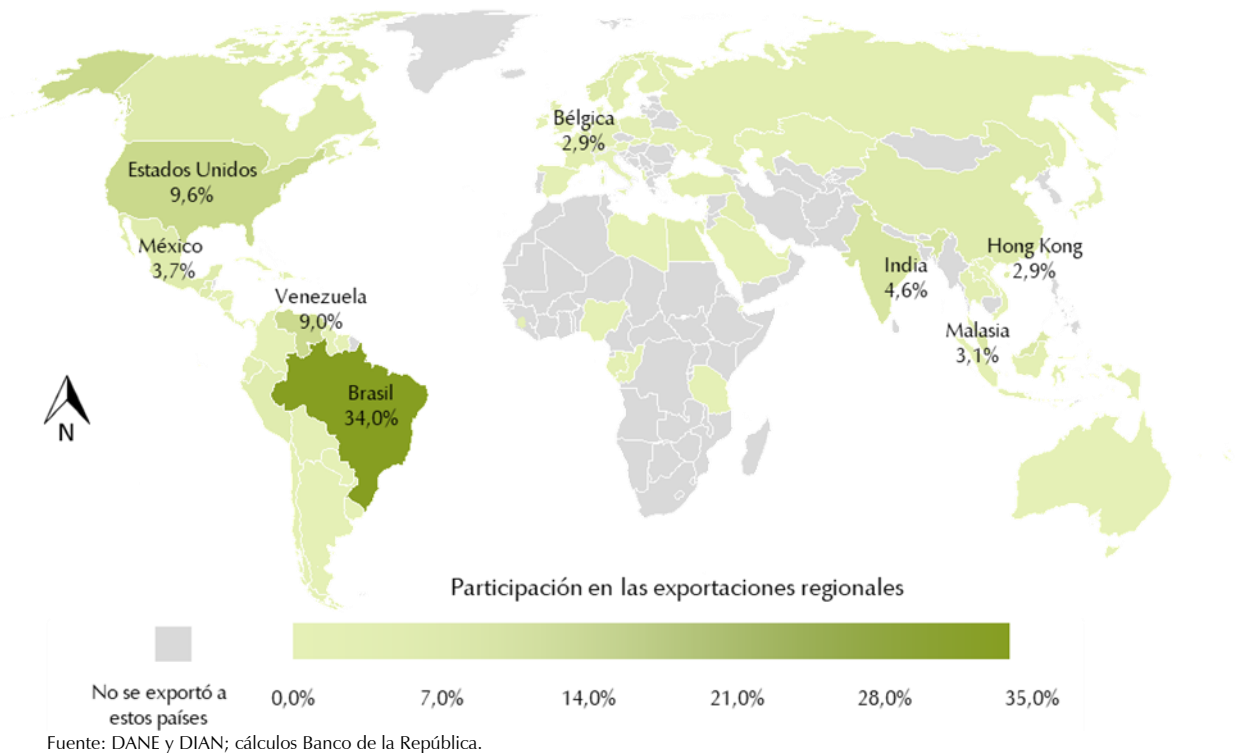 Bélgica
2,9%
Estados Unidos
9,6%
México
3,7%
Hong Kong
2,9%
India
4,6%
Venezuela
9,0%
Malasia
3,1%
Brasil
34,0%
N
Participación en las exportaciones regionales
No se exportó a
estos países
0,0%
7,0%
14,0%
21,0%
28,0%
35,0%
Fuente: DANE y DIAN; cálculos Banco de la República.